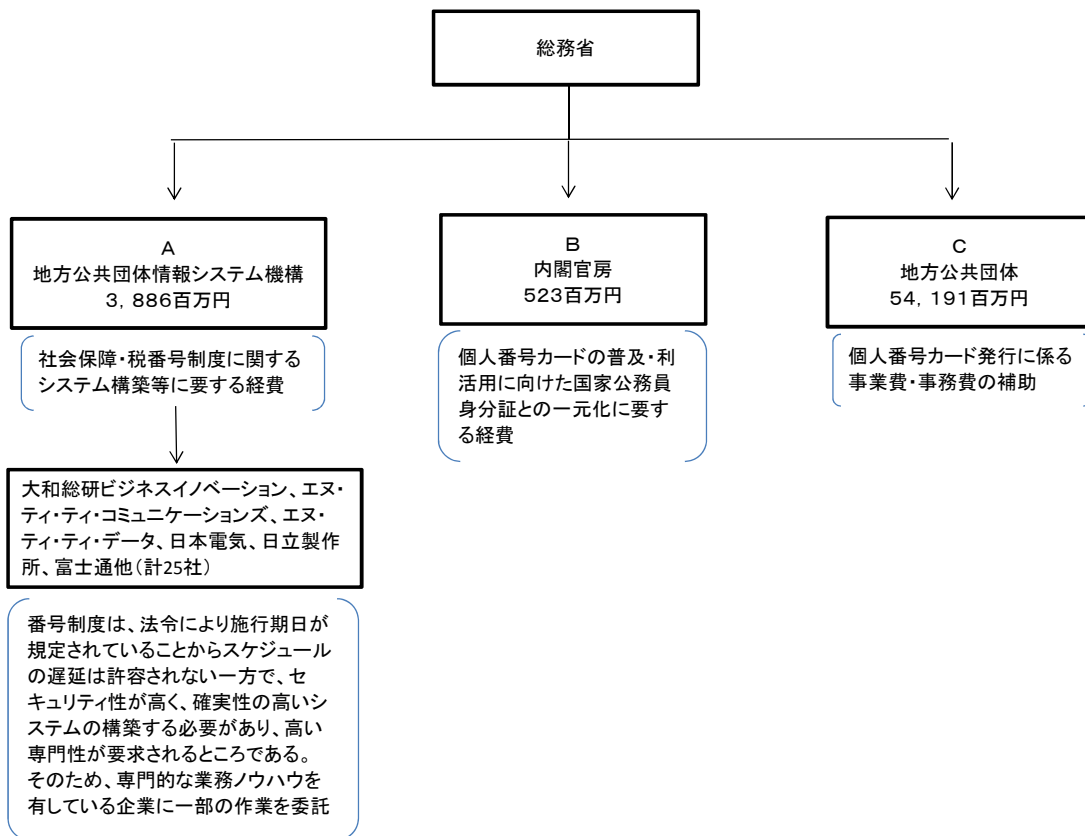 総務省
A
地方公共団体情報システム機構
3,886百万円
社会保障・税番号制度に関する
システム構築等に要する経費
大和総研ビジネスイノベーション、エヌ・
ティ・ティ・コミュニケーションズ、エヌ・
ティ・ティ・データ、日本電気、日立製作
所、富士通他(計25社)
番号制度は、法令により施行期日が
規定されていることからスケジュール
の遅延は許容されない一方で、セ
キュリティ性が高く、確実性の高いシ
ステムの構築する必要があり、高い
専門性が要求されるところである。
そのため、専門的な業務ノウハウを
有している企業に一部の作業を委託
B
内閣官房
523百万円
個人番号カードの普及・利
活用に向けた国家公務員
身分証との一元化に要す
る経費
C
地方公共団体
54,191百万円
個人番号カード発行に係る
事業費・事務費の補助